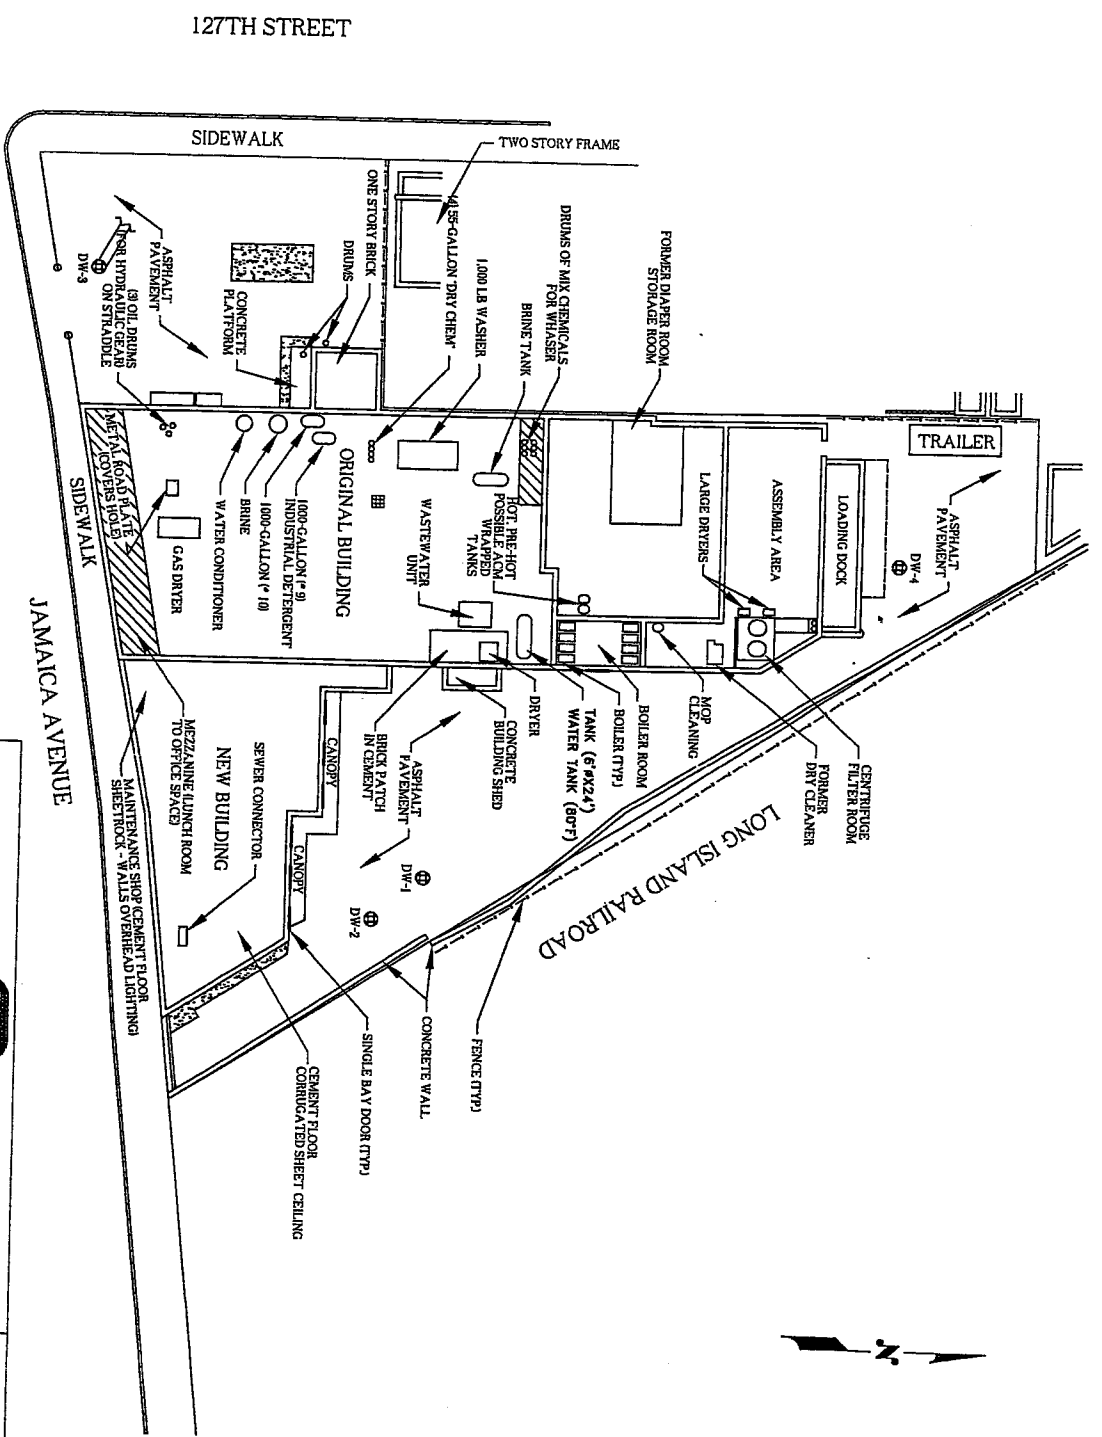 127TH STREET
SIDEWALK
TWO STORY FRAME
ONE STORY BRICK
(4) 55-GALLON "DRY CHEM"
DRUMS OF MIX CHEMICALS
FOR WHASER
FORMER DIAPER ROOM
STORAGE ROOM
1,000 LB WASHER
BRINE TANK
DRUMS
ASPHALT
PAVEMENT
DW-3
CONCRETE
PLATFORM
(3) OIL DRUMS
(FOR HYDRAULIC GEAR)
ON STRADDLE
TRAILER
METAL ROAD PLATE
(COVERS HOLE)
SIDEWALK
GAS DRYER
WATER CONDITIONER
BRINE
1000-GALLON (# 10)
1000-GALLON (# 9)
INDUSTRIAL DETERGENT
ORIGINAL BUILDING
WASTEWATER
UNIT
HOT, PRE-HOT
POSSIBLE ACM
WRAPPED
TANKS
LARGE DRYERS
ASSEMBLY AREA
LOADING DOCK
ASPHALT
PAVEMENT
DW-4
JAMAICA AVENUE
MAINTENANCE SHOP (CEMENT FLOOR
SHEETROCK - WALLS OVERHEAD LIGHTING)
MEZZANINE (LUNCH ROOM
TO OFFICE SPACE)
NEW BUILDING
SEWER CONNECTOR
CANOPY
CANOPY
BRICK PATCH
IN CEMENT
ASPHALT
PAVEMENT
CONCRETE
BUILDING SHED
DRYER
TANK (6'øX24')
WATER TANK (80°F)
BOILER (TYP.)
BOILER ROOM
MOP
CLEANING
FORMER
DRY CLEANER
CENTRIFUGE
FILTER ROOM
LONG ISLAND RAILROAD
DW-1
DW-2
CEMENT FLOOR
CORRUGATED SHEET CEILING
SINGLE BAY DOOR (TYP.)
CONCRETE WALL
FENCE (TYP.)
N